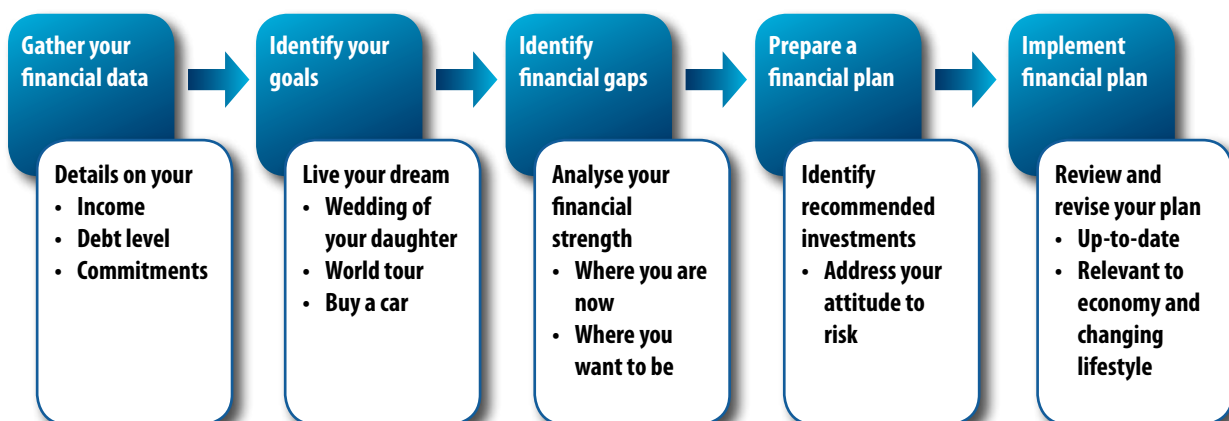 Gather your
financial data
Details on your
• Income
• Debt level
• Commitments
Identify your
goals
Live your dream
• Wedding of
your daughter
• World tour
• Buy a car
Identify
financial gaps
Analyse your
financial
strength
• Where you are
now
• Where you
want to be
Prepare a
financial plan
Identify
recommended
investments
• Address your
attitude to
risk
Implement
financial plan
Review and
revise your plan
• Up-to-date
• Relevant to
economy and
changing
lifestyle